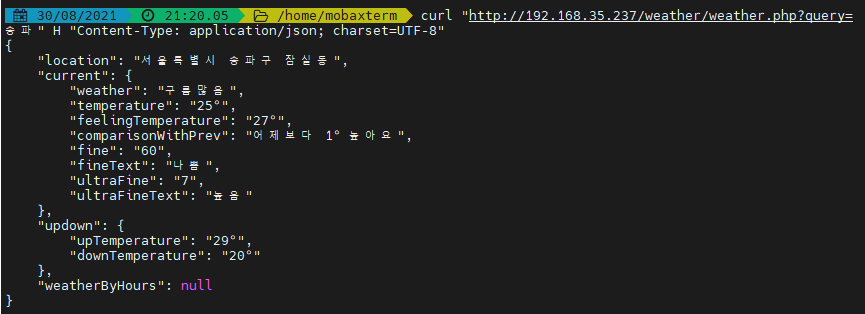 30/08/2021 21:20.05 /home/mobaxterm curl "http://192.168.35.237/weather/weather.php?query=
송파" H "Content-Type: application/json; charset=UTF-8"
{
    "location": "서울특별시 송파구 잠실동",
    "current": {
        "weather": "구름많음",
        "temperature": "25°",
        "feelingTemperature": "27°",
        "comparisonWithPrev": "어제보다 1° 높아요",
        "fine": "60",
        "fineText": "나쁨",
        "ultraFine": "7",
        "ultraFineText": "높음"
    },
    "updown": {
        "upTemperature": "29°",
        "downTemperature": "20°"
    },
    "weatherByHours": null
}